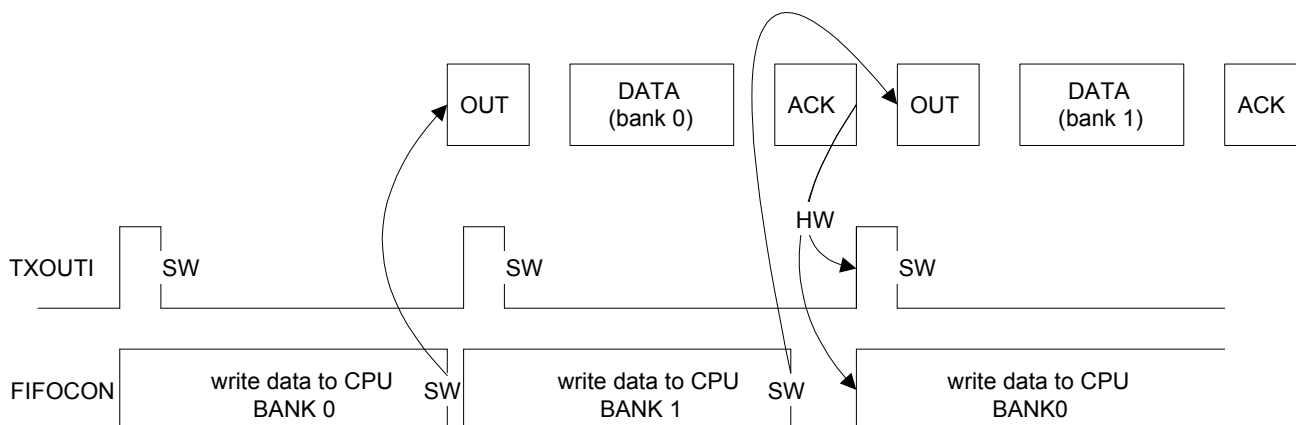 OUT
DATA
(bank 0)
ACK
OUT
DATA
(bank 1)
ACK
HW
TXOUTI
SW
SW
SW
FIFOCON
write data to CPU
BANK 0
SW
write data to CPU
BANK 1
SW
write data to CPU
BANK0